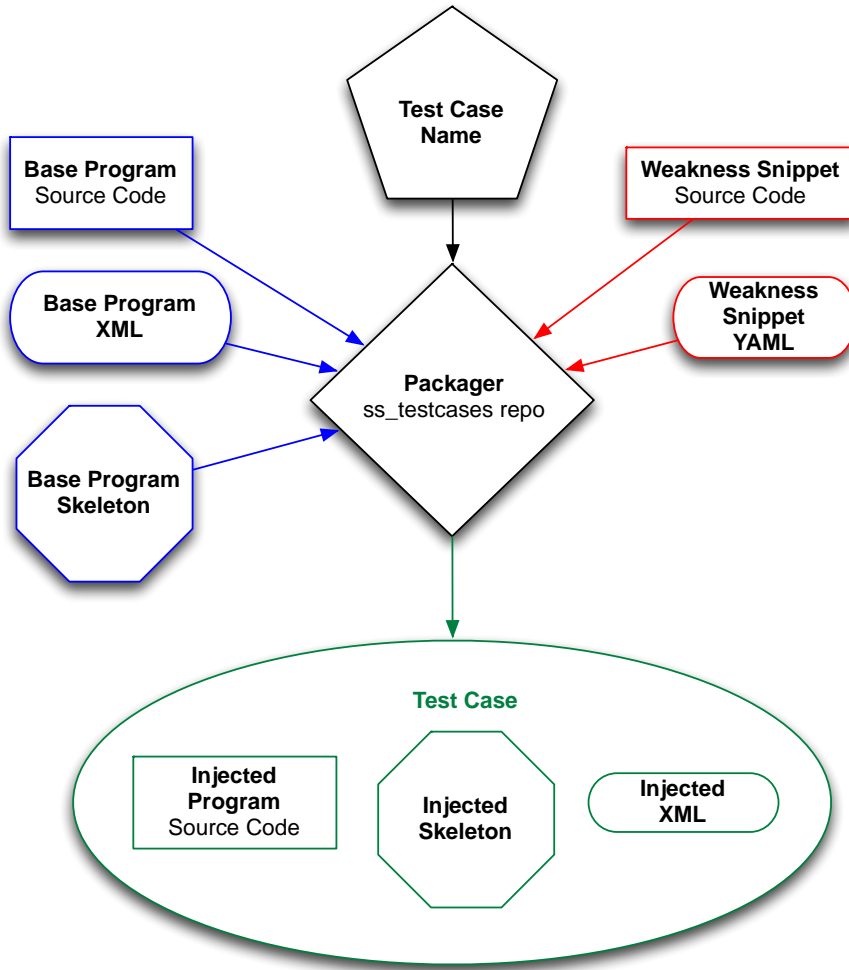 Test Case
Name
Base Program
Source Code
Weakness Snippet
Source Code
Base Program
XML
Weakness
Snippet
YAML
Packager
ss_testcases repo
Base Program
Skeleton
Test Case
Injected
Program
Source Code
Injected
Skeleton
Injected
XML